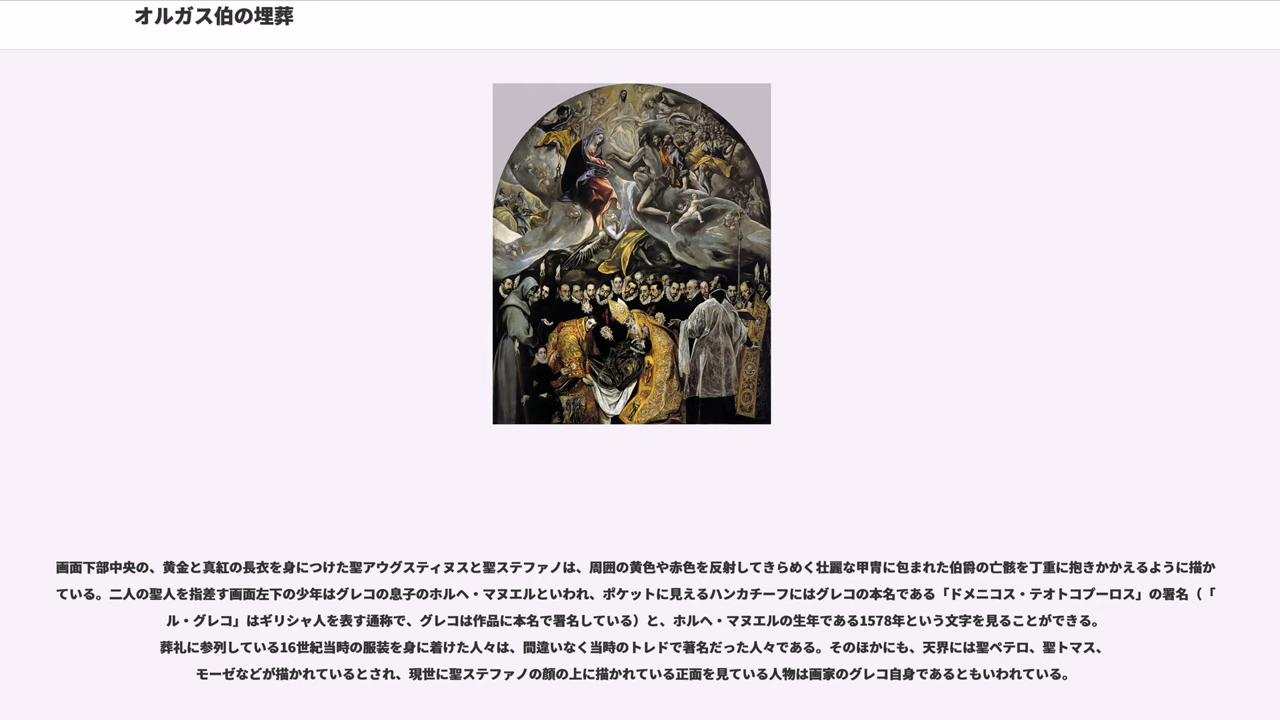 オルガス伯の埋葬
画面下部中央の、黄金と真紅の長衣を身につけた聖アウグスティヌスと聖ステファノは、周囲の黄色や赤色を反射してきらめく壮麗な甲冑に包まれた伯爵の亡骸を丁重に抱きかかえるように描か
ている。二人の聖人を指差す画面左下の少年はグレコの息子のホルヘ・マヌエルといわれ、ポケットに見えるハンカチーフにはグレコの本名である「ドメニコス・テオトコプーロス」の署名（「
ル・グレコ」はギリシャ人を表す通称で、グレコは作品に本名で署名している）と、ホルヘ・マヌエルの生年である1578年という文字を見ることができる。
葬礼に参列している16世紀当時の服装を身に着けた人々は、間違いなく当時のトレドで著名だった人々である。そのほかにも、天界には聖ペテロ、聖トマス、
モーゼなどが描かれているとされ、現世に聖ステファノの顔の上に描かれている正面を見ている人物は画家のグレコ自身であるともいわれている。